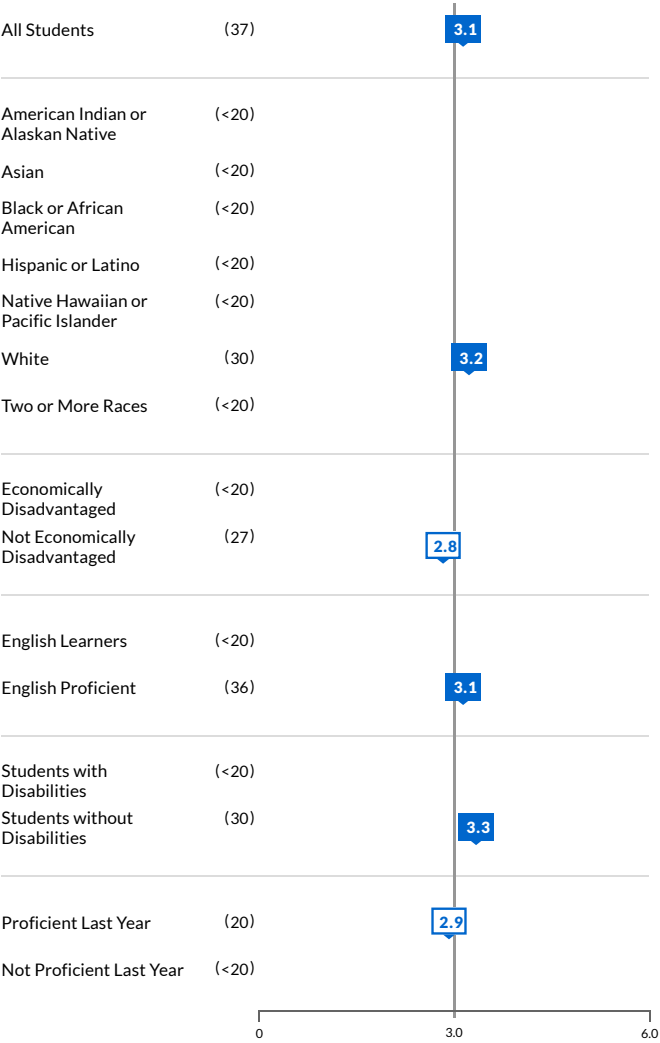 All Students (37) 3.1
American Indian or (<20)
Alaskan Native
Asian (<20)
Black or African (<20)
American
Hispanic or Latino (<20)
Native Hawaiian or (<20)
Pacific Islander
White (30) 3.2
Two or More Races (<20)
Economically (<20)
Disadvantaged
Not Economically (27) 2.8
Disadvantaged
English Learners (<20)
English Proficient (36) 3.1
Students with (<20)
Disabilities
Students without (30) 3.3
Disabilities
Proficient Last Year (20) 2.9
Not Proficient Last Year (<20)
0 3.0 6.0